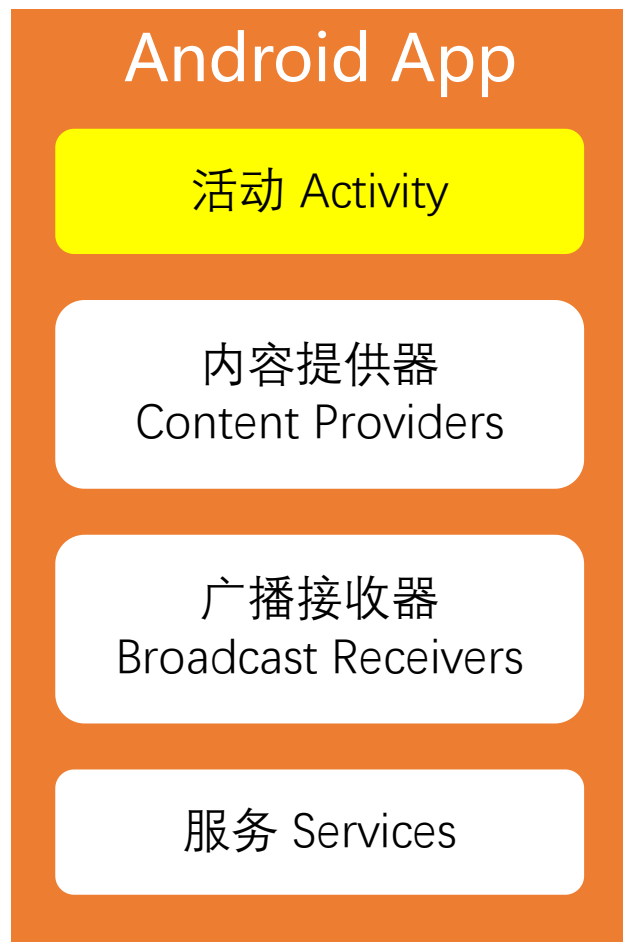 Android App
活动 Activity
内容提供器
Content Providers
广播接收器
Broadcast Receivers
服务 Services